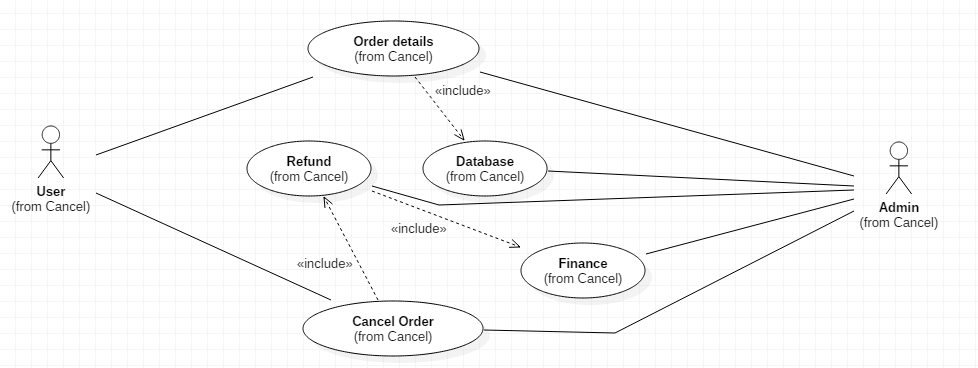 Order details
(from Cancel)
«include»
Refund
(from Cancel)
Database
(from Cancel)
User
(from Cancel)
Admin
(from Cancel)
«include»
«include»
Finance
(from Cancel)
Cancel Order
(from Cancel)